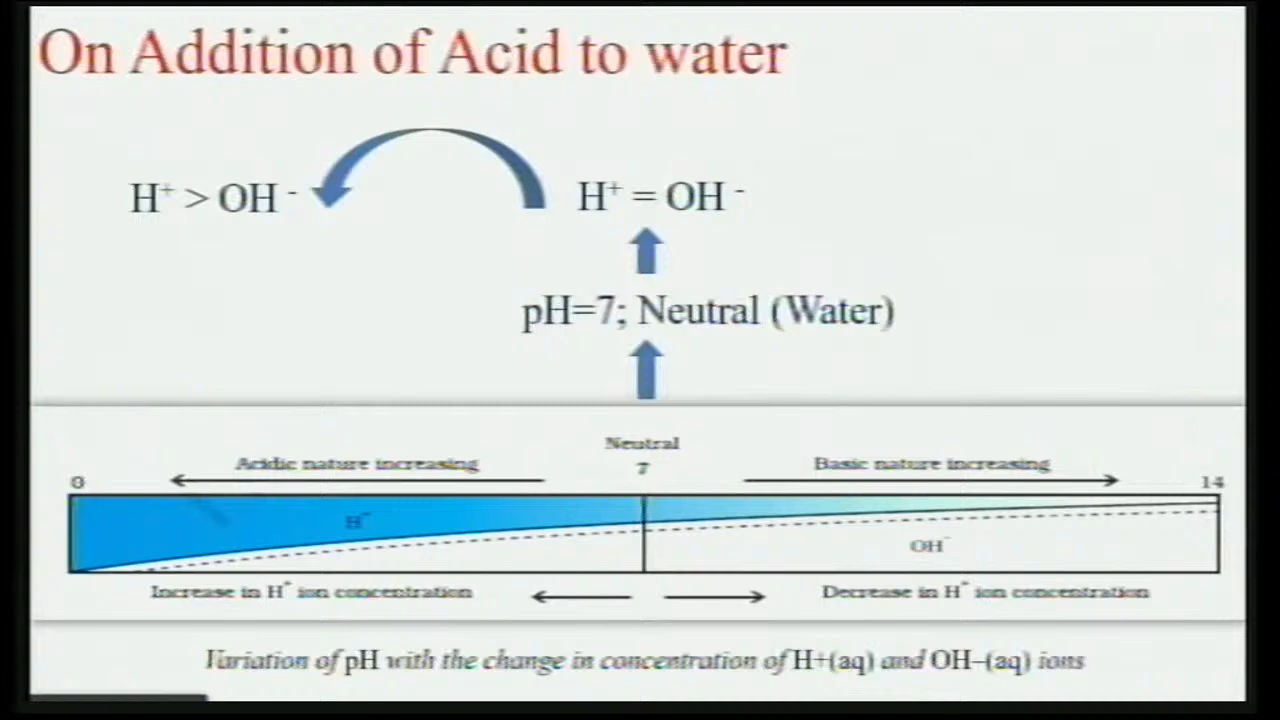 On Addition of Acid to water
H⁺ > OH⁻
H⁺ = OH⁻
pH=7; Neutral (Water)
Neutral
Acidic nature increasing
7
Basic nature increasing
0
14
H⁺
OH⁻
Increase in H⁺ ion concentration
Decrease in H⁺ ion concentration
Variation of pH with the change in concentration of H+(aq) and OH–(aq) ions